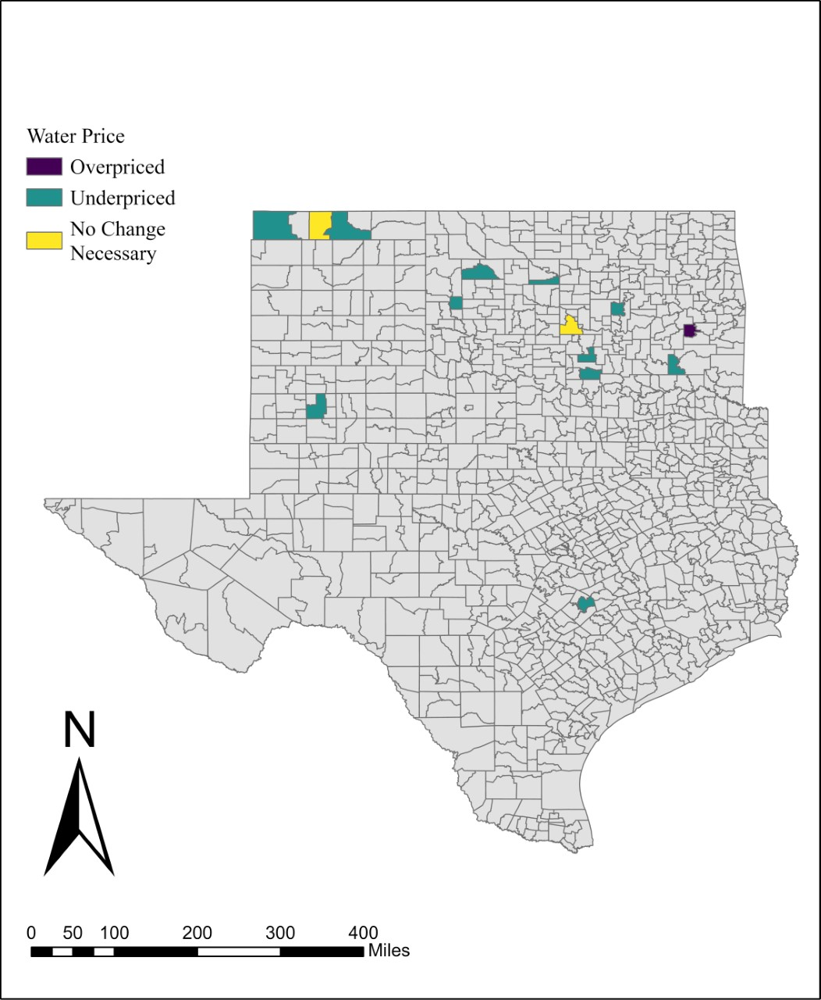 Water Price
Overpriced
Underpriced
No Change
Necessary
N
0 50 100 200 300 400
Miles